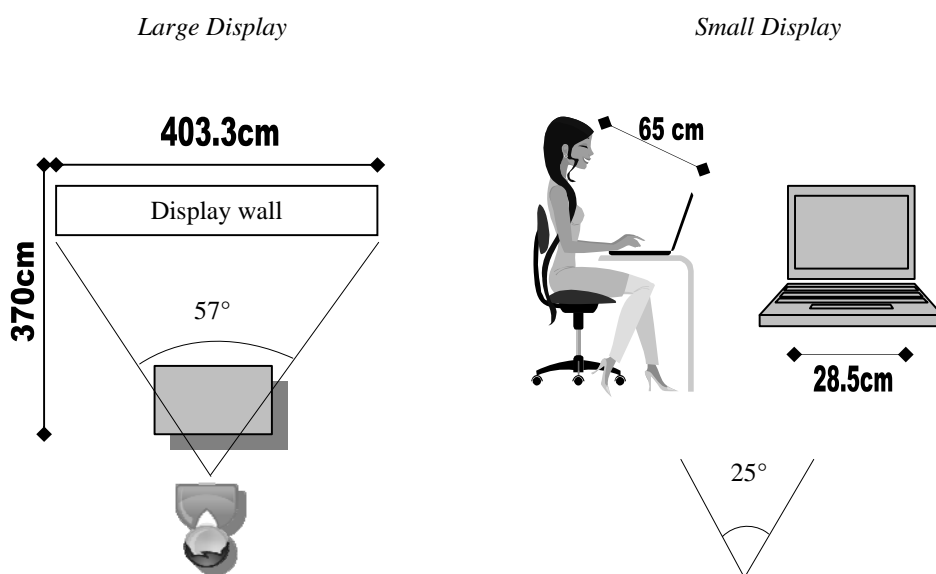 Large Display
Small Display
403.3cm
65 cm
Display wall
370cm
57°
28.5cm
25°